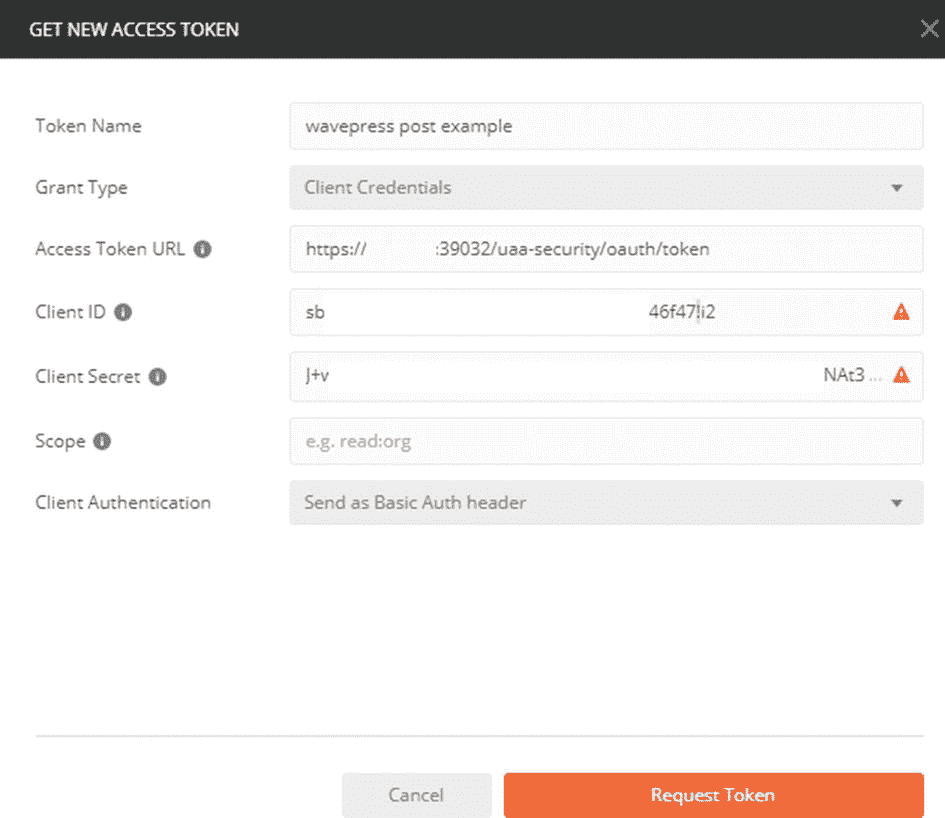 GET NEW ACCESS TOKEN
Token Name wavepress post example
Grant Type Client Credentials
Access Token URL https:// :39032/uaa-security/oauth/token
Client ID sb 46f47!i2
Client Secret J+v NAt3 ...
Scope e.g. read:org
Client Authentication Send as Basic Auth header
Cancel Request Token